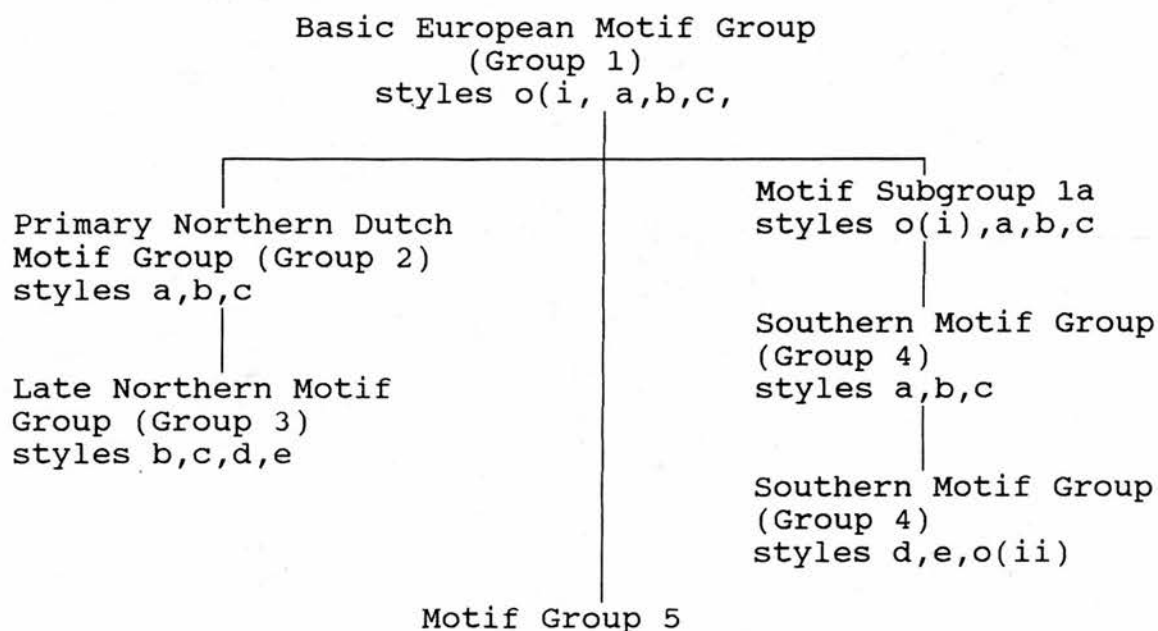 Basic European Motif Group
(Group 1)
styles o(i, a,b,c,
Primary Northern Dutch
Motif Group (Group 2)
styles a,b,c
Late Northern Motif
Group (Group 3)
styles b,c,d,e
Motif Subgroup 1a
styles o(i),a,b,c
Southern Motif Group
(Group 4)
styles a,b,c
Southern Motif Group
(Group 4)
styles d,e,o(ii)
Motif Group 5